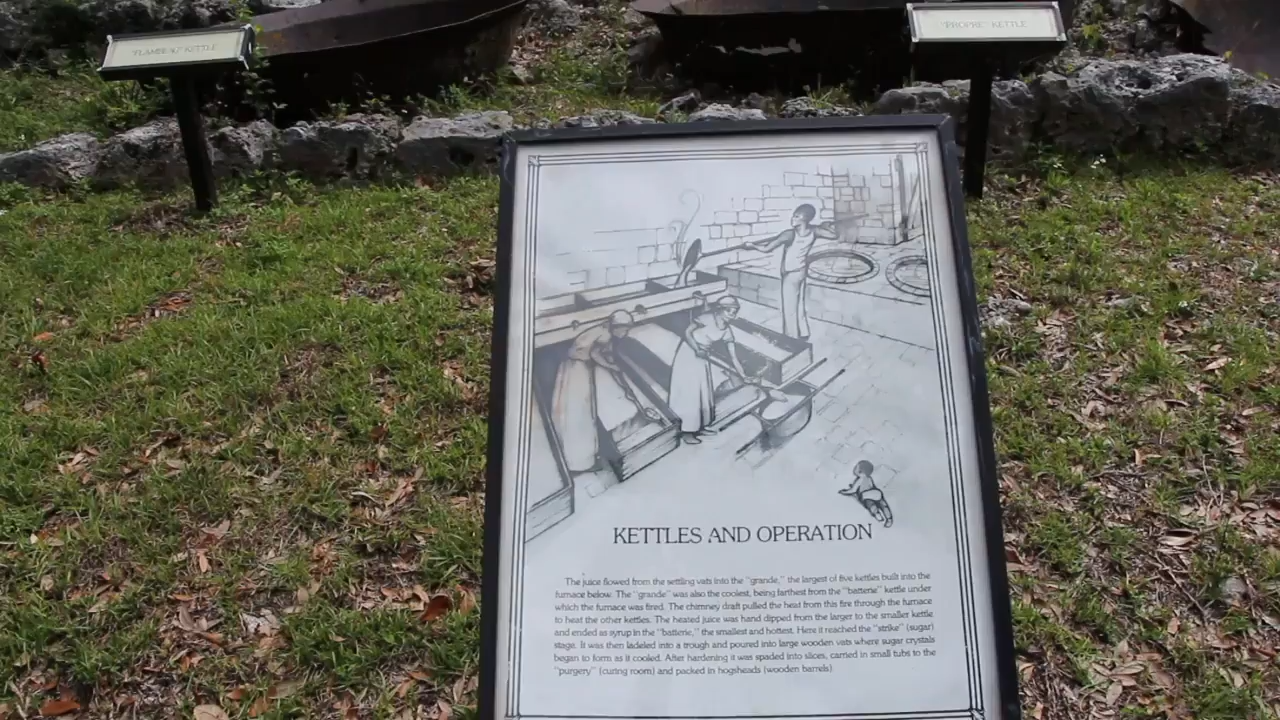 "FLAMBEAU" KETTLE
"PROPRE" KETTLE
KETTLES AND OPERATION
The juice flowed from the settling vats into the "grande," the largest of five kettles built into the
furnace below. The "grande" was also the coolest, being farthest from the "batterie" kettle under
which the furnace was fired. The chimney draft pulled the heat from this fire through the furnace
to heat the other kettles. The heated juice was hand dipped from the larger to the smaller kettle
and ended as syrup in the "batterie," the smallest and hottest. Here it reached the "strike" (sugar)
stage. It was then ladeled into a trough and poured into large wooden vats where sugar crystals
began to form as it cooled. After hardening it was spaded into slices, carried in small tubs to the
"purgery" (curing room) and packed in hogsheads (wooden barrels).